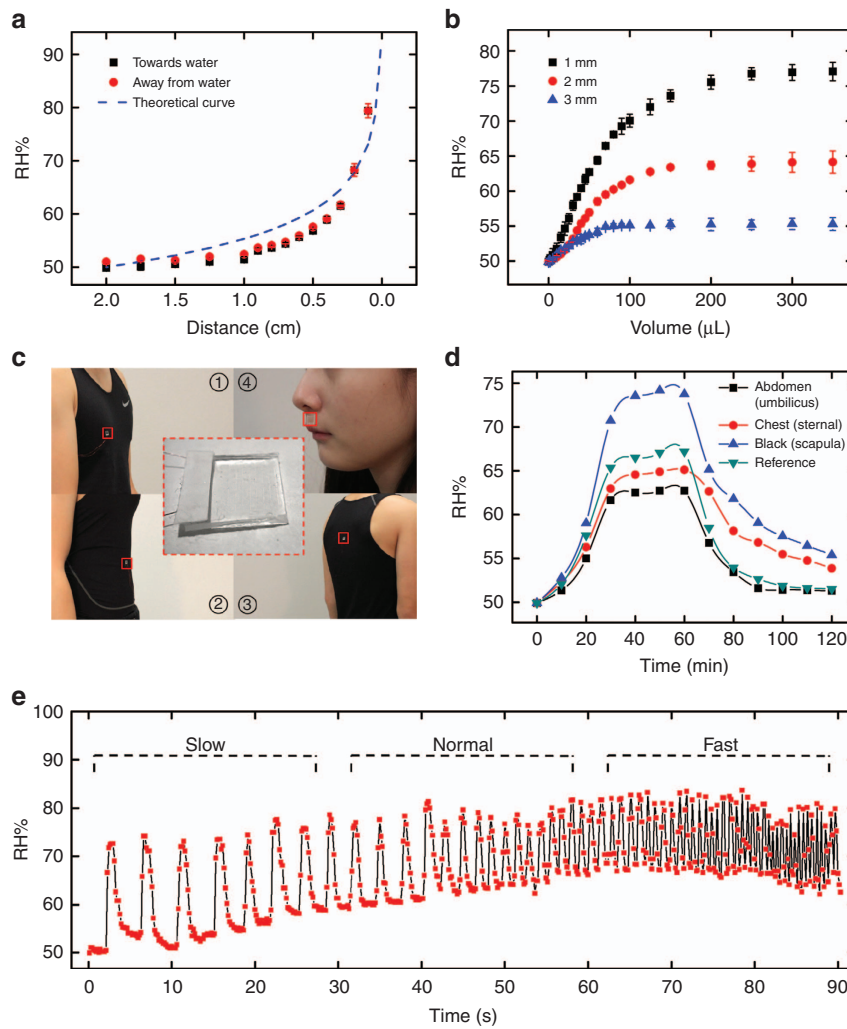 a
RH%
90
80
70
60
50
Towards water
Away from water
Theoretical curve
2.0 1.5 1.0 0.5 0.0
Distance (cm)
b
RH%
80
75
70
65
60
55
50
1 mm
2 mm
3 mm
0 100 200 300
Volume (μL)
c
① ④
② ③
d
RH%
75
70
65
60
55
50
Abdomen
(umbilicus)
Chest (sternal)
Black (scapula)
Reference
0 20 40 60 80 100 120
Time (min)
e
RH%
100
90
80
70
60
50
Slow Normal Fast
0 10 20 30 40 50 60 70 80 90
Time (s)